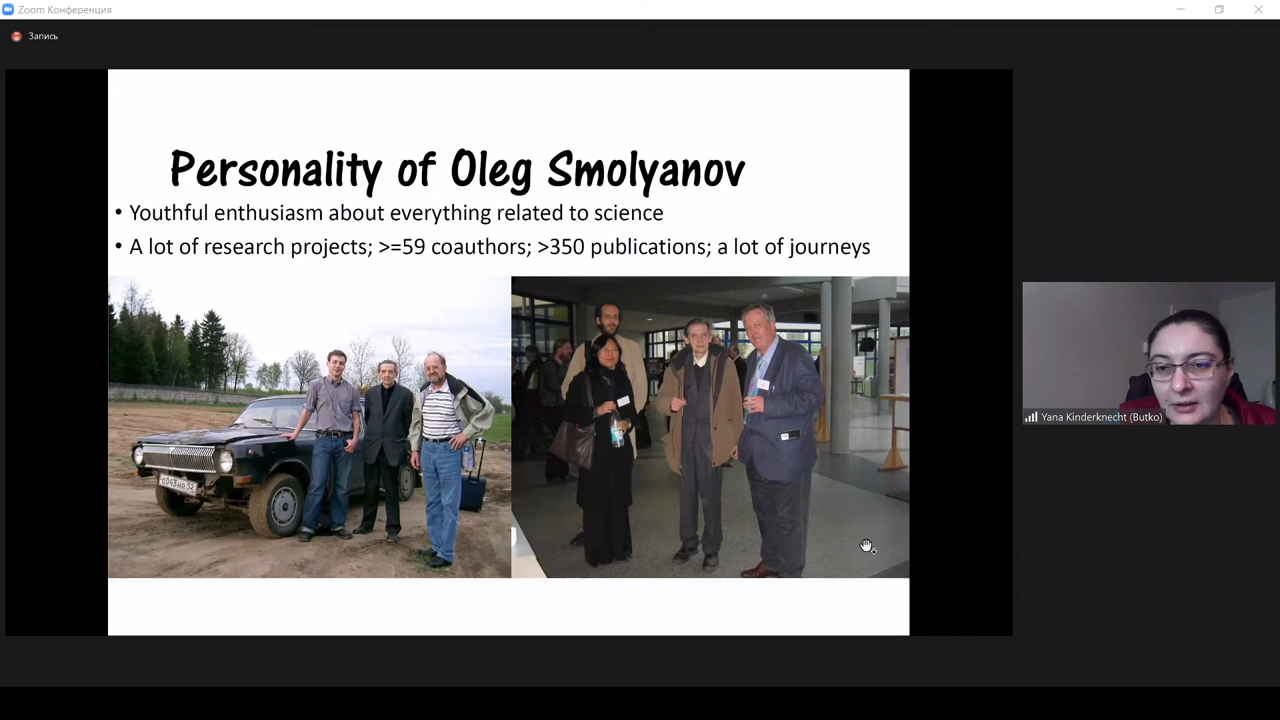 Zoom Конференция
Запись
Personality of Oleg Smolyanov
• Youthful enthusiasm about everything related to science
• A lot of research projects; >=59 coauthors; >350 publications; a lot of journeys
Yana Kinderknecht (Butko)